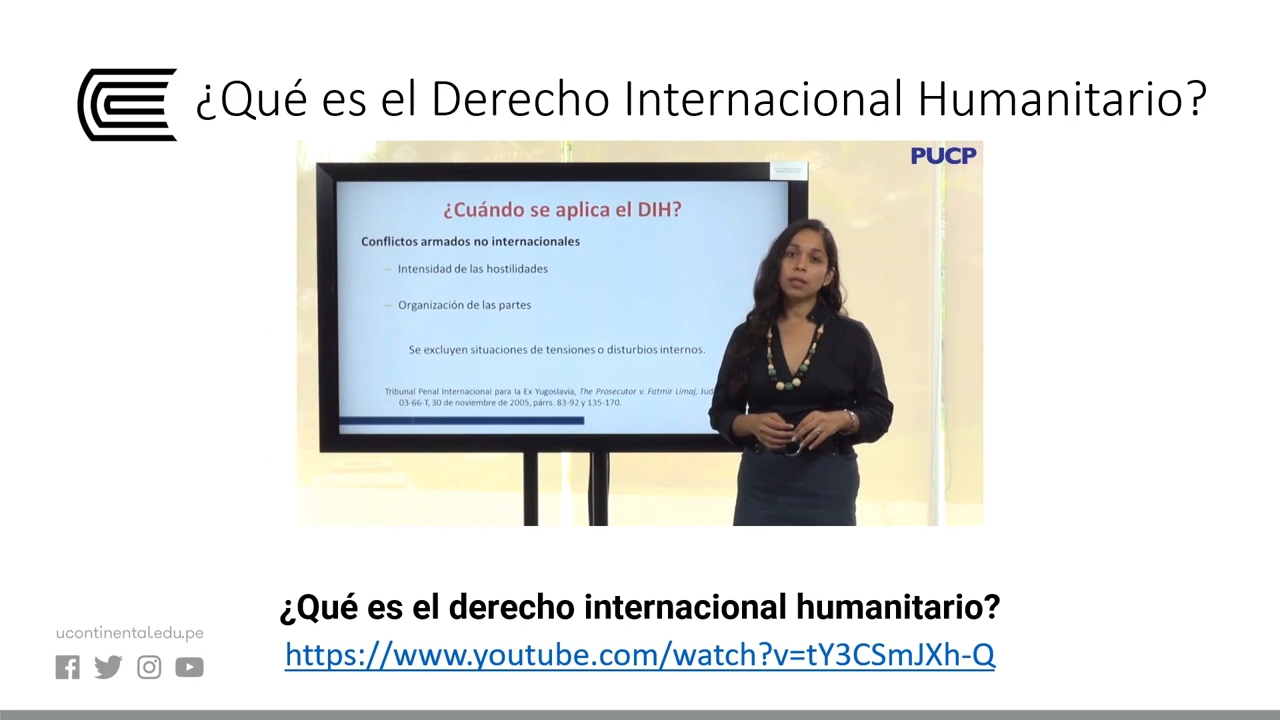 ¿Qué es el Derecho Internacional Humanitario?
PUCP
¿Cuándo se aplica el DIH?
Conflictos armados no internacionales
– Intensidad de las hostilidades
– Organización de las partes
Se excluyen situaciones de tensiones o disturbios internos.
Tribunal Penal Internacional para la Ex Yugoslavia, The Prosecutor v. Fatmir Limaj, Jud
03-66-T, 30 de noviembre de 2005, párrs. 83-92 y 135-170.
¿Qué es el derecho internacional humanitario?
https://www.youtube.com/watch?v=tY3CSmJXh-Q
ucontinental.edu.pe